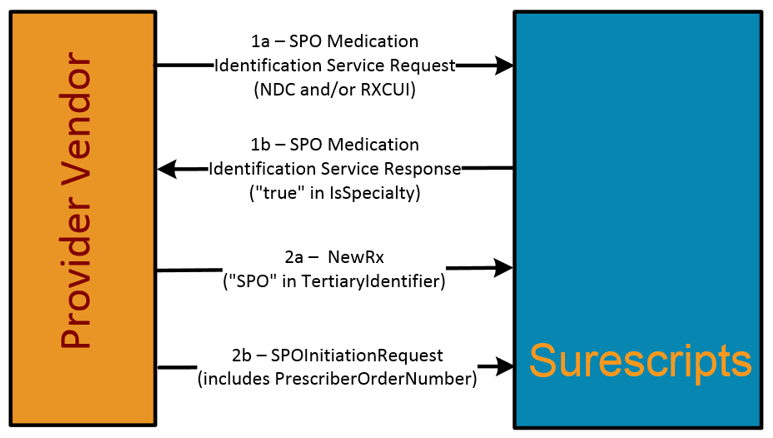 Provider Vendor
1a – SPO Medication
Identification Service Request
(NDC and/or RXCUI)
1b – SPO Medication
Identification Service Response
("true" in IsSpecialty)
2a –  NewRx
("SPO" in TertiaryIdentifier)
2b – SPOInitiationRequest
(includes PrescriberOrderNumber)
Surescripts